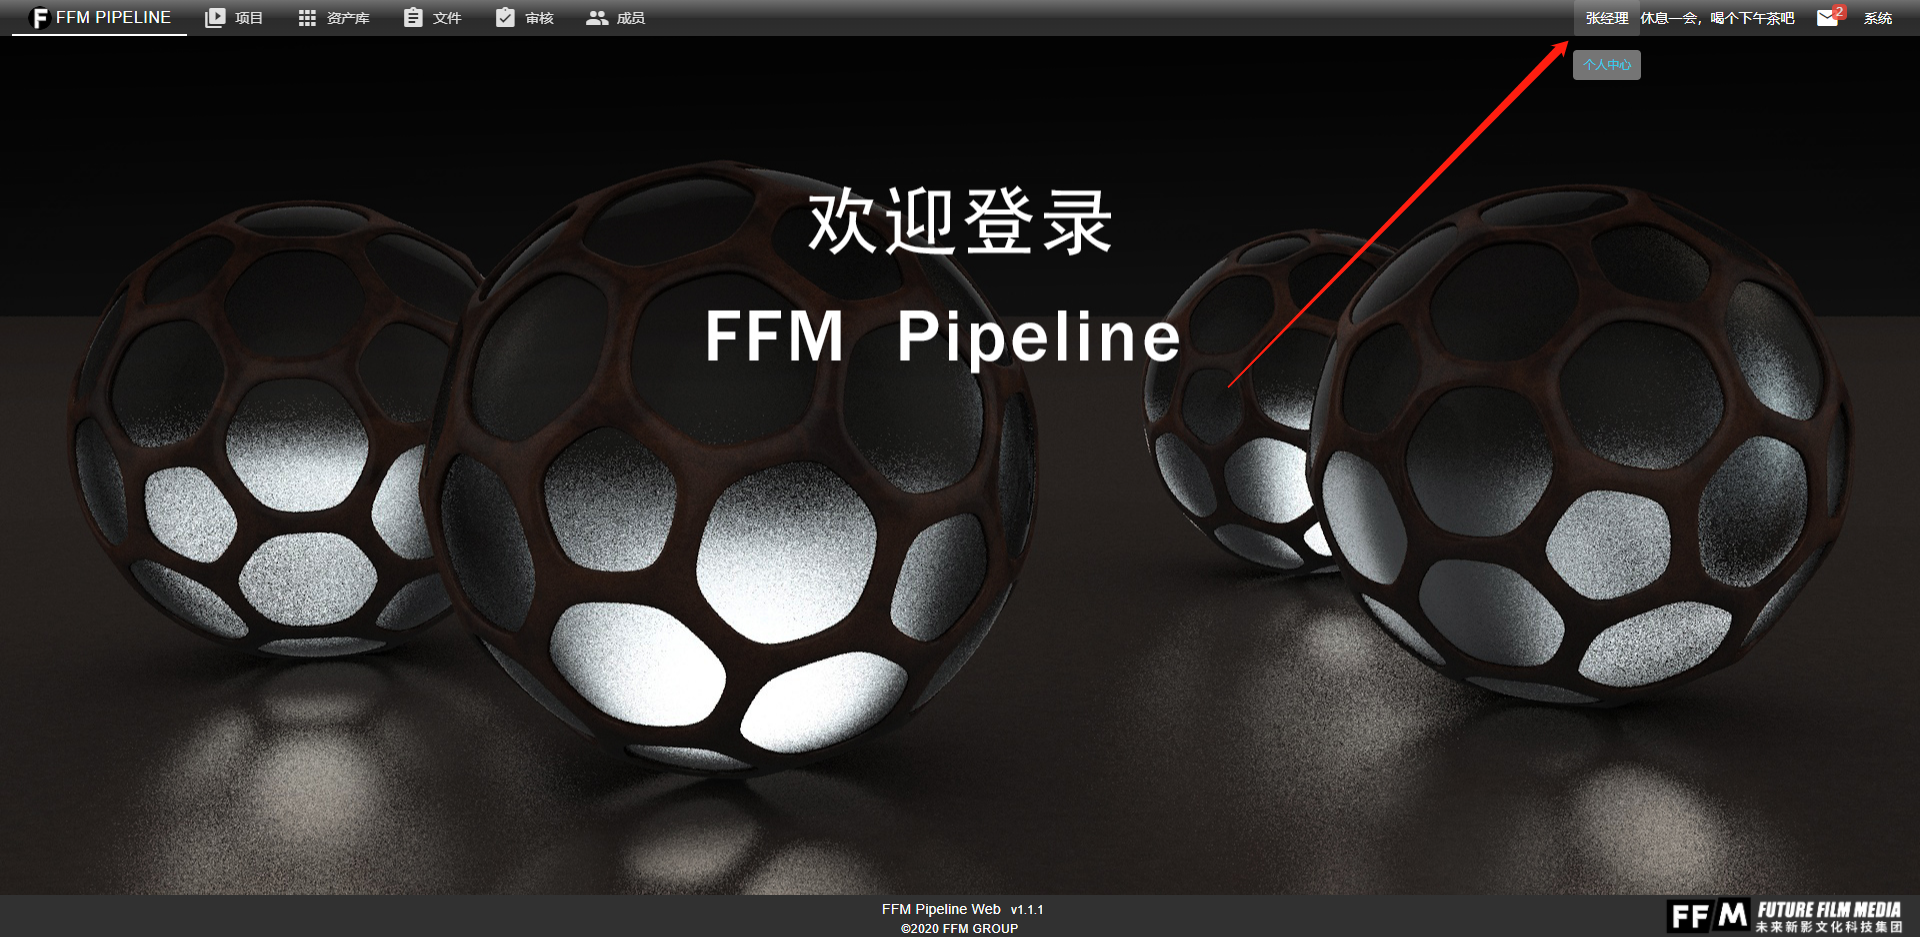 FFM PIPELINE 项目 资产库 文件 审核 成员 张经理 休息一会，喝个下午茶吧 2 系统
个人中心
欢迎登录
FFM Pipeline
FFM Pipeline Web v1.1.1
©2020 FFM GROUP
FFM FUTURE FILM MEDIA
未来新影文化科技集团